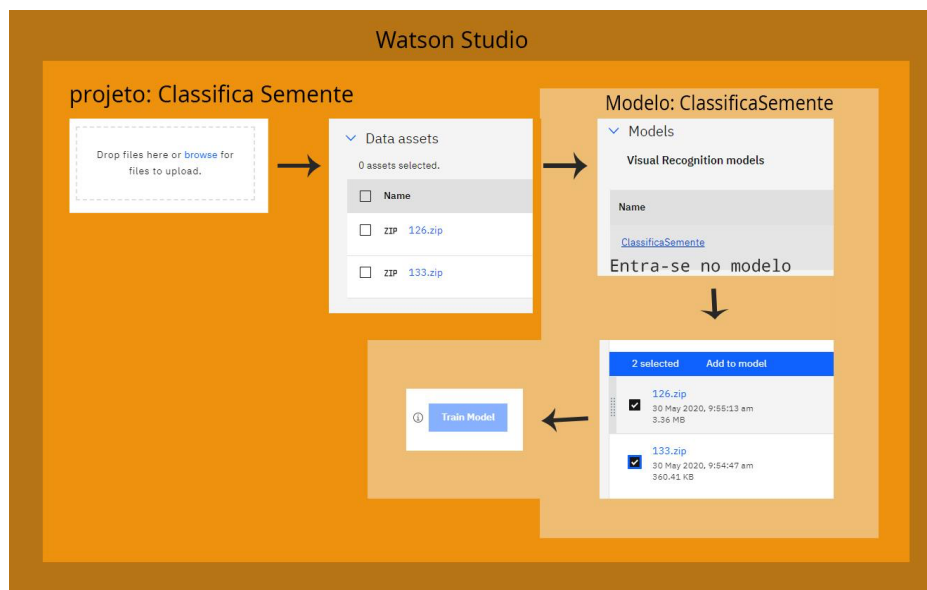 Watson Studio
projeto: Classifica Semente
Drop files here or browse for
files to upload.
Data assets
0 assets selected.
Name
ZIP 126.zip
ZIP 133.zip
Modelo: ClassificaSemente
Models
Visual Recognition models
Name
ClassificaSemente
Entra-se no modelo
2 selected Add to model
126.zip
30 May 2020, 9:55:13 am
3.36 MB
133.zip
30 May 2020, 9:54:47 am
360.41 KB
Train Model